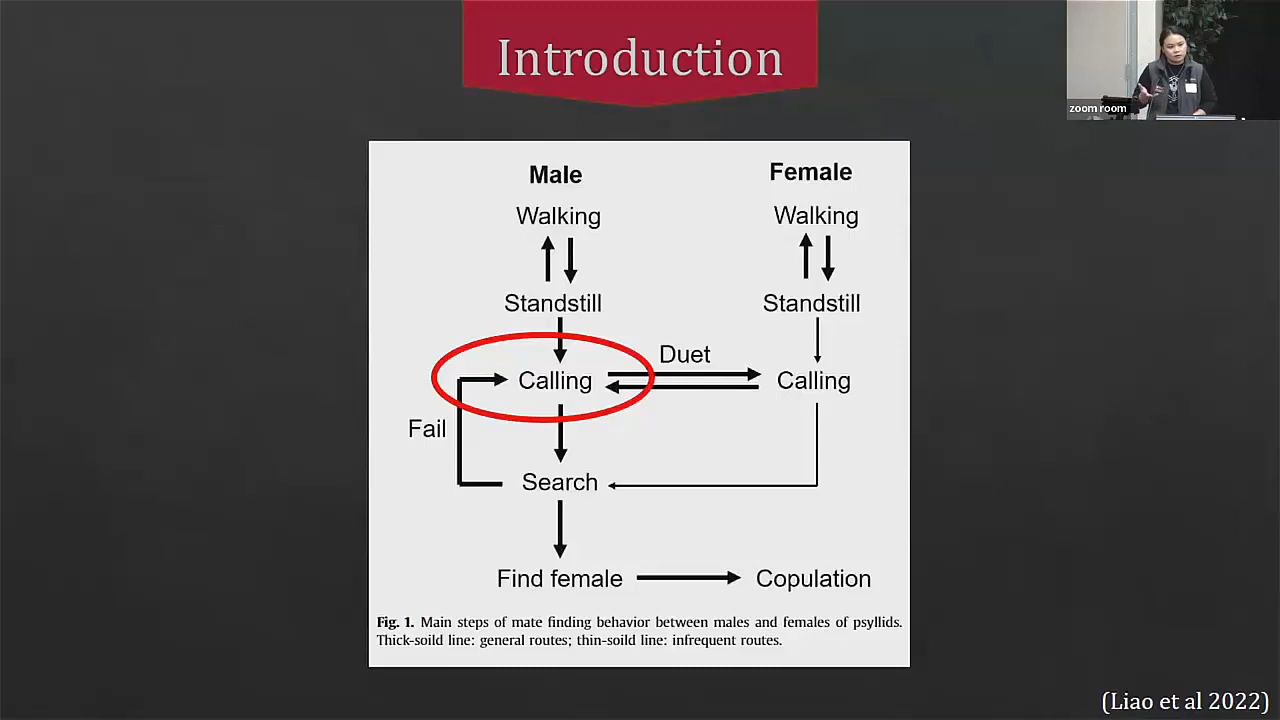 Introduction
zoom room
Male Female
Walking Walking
Standstill Standstill
Duet
Calling Calling
Fail
Search
Find female Copulation
Fig. 1. Main steps of mate finding behavior between males and females of psyllids.
Thick-soild line: general routes; thin-soild line: infrequent routes.
(Liao et al 2022)